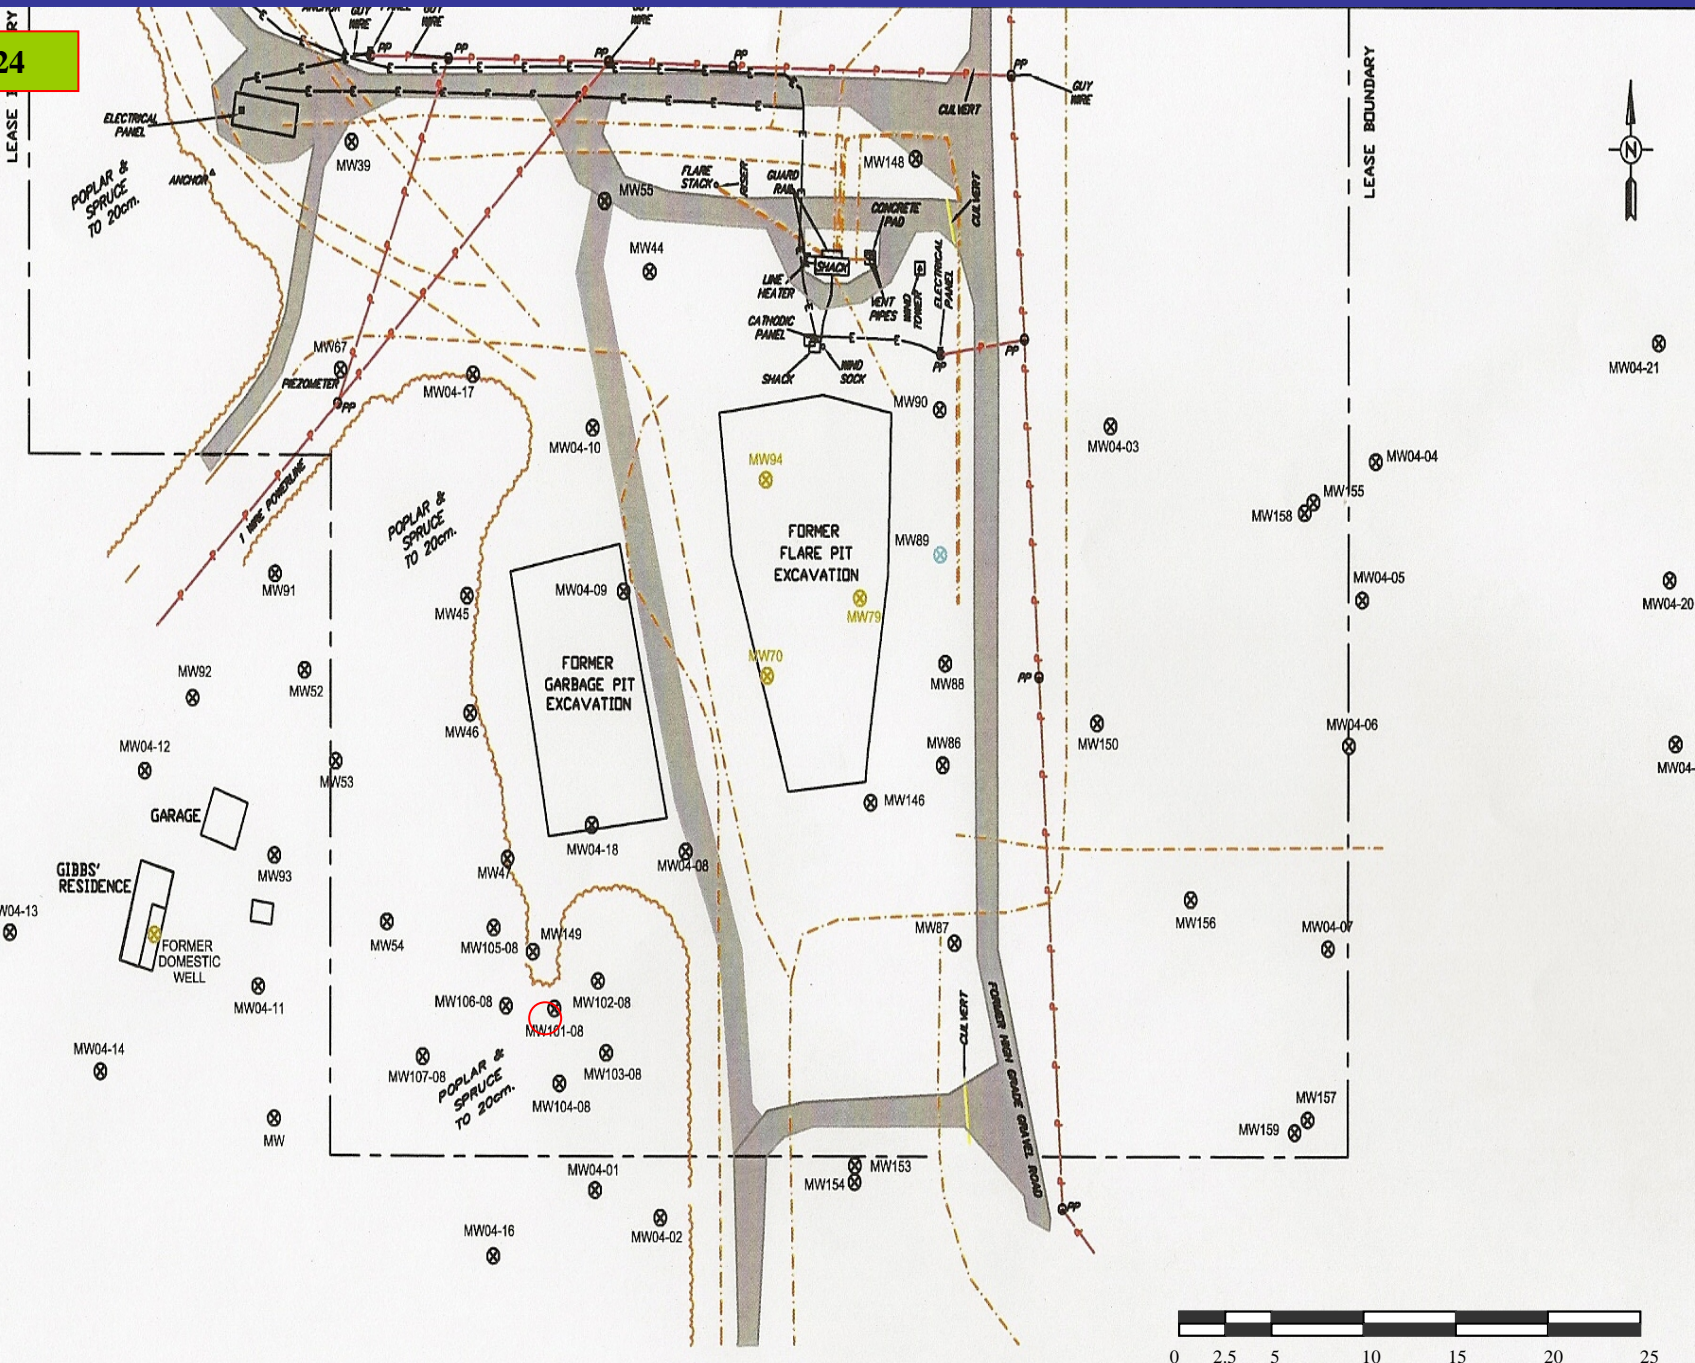 24
LEASE
RY
ANCHOR
GUY
WIRE
PANEL
GUY
WIRE
GUY
WIRE
PP
PP
PP
PP
PP
GUY
WIRE
CULVERT
LEASE BOUNDARY
N
ELECTRICAL
PANEL
MW39
ANCHOR
POPLAR &
SPRUCE
TO 20cm.
MW55
MW44
FLARE
STACK
RISER
GUARD
RAIL
MW148
CONCRETE
PAD
CULVERT
SHACK
LINE
HEATER
VENT
PIPES
WIND
TOWER
ELECTRICAL
PANEL
CATHODIC
PANEL
SHACK
WIND
SOCK
PP
PP
MW67
PIEZOMETER
PP
MW04-17
MW04-10
MW90
MW04-03
MW04-21
MW04-04
MW155
MW158
1 WIRE POWERLINE
POPLAR &
SPRUCE
TO 20cm.
MW94
FORMER
FLARE PIT
EXCAVATION
MW89
MW79
MW91
MW45
MW04-09
MW04-05
MW04-20
MW70
MW88
PP
MW92
MW52
FORMER
GARBAGE PIT
EXCAVATION
MW46
MW86
MW150
MW04-06
MW04-
MW04-12
MW53
GARAGE
MW146
MW04-18
MW04-08
MW47
MW93
GIBBS'
RESIDENCE
W04-13
FORMER
DOMESTIC
WELL
MW54
MW105-08
MW149
MW87
MW156
MW04-07
MW04-11
MW106-08
MW102-08
MW101-08
MW04-14
MW107-08
MW103-08
MW104-08
POPLAR &
SPRUCE
TO 20cm.
CULVERT
FORMER HIGH GRADE GRAVEL ROAD
MW
MW157
MW159
MW04-01
MW153
MW154
MW04-16
MW04-02
PP
0 2.5 5 10 15 20 25